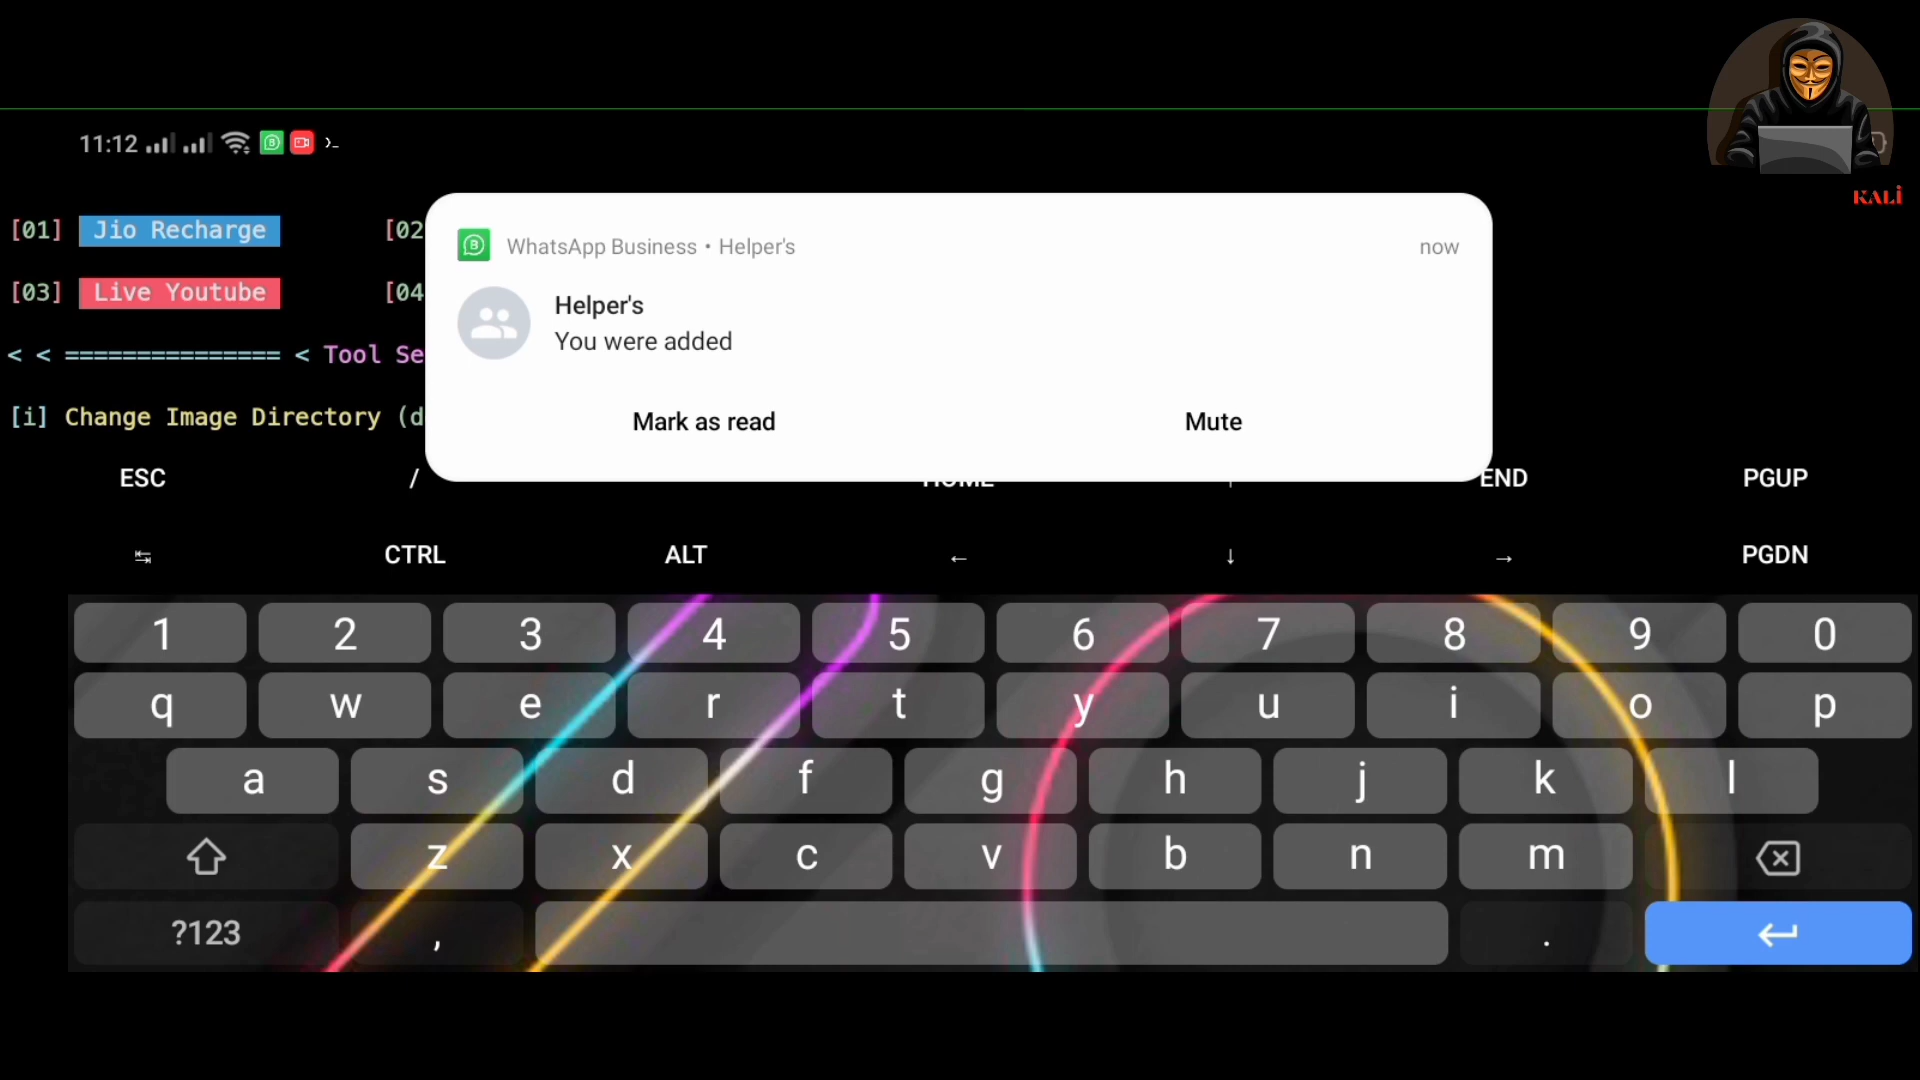 KALI
11:12
[01] Jio Recharge [02
[03] Live Youtube [04
< < =============== < Tool Se
[i] Change Image Directory (d
WhatsApp Business • Helper's now
Helper's
You were added
Mark as read Mute
ESC / HOME ↑ END PGUP
↹ CTRL ALT ← ↓ → PGDN
1 2 3 4 5 6 7 8 9 0
q w e r t y u i o p
a s d f g h j k l
z x c v b n m
?123 , .